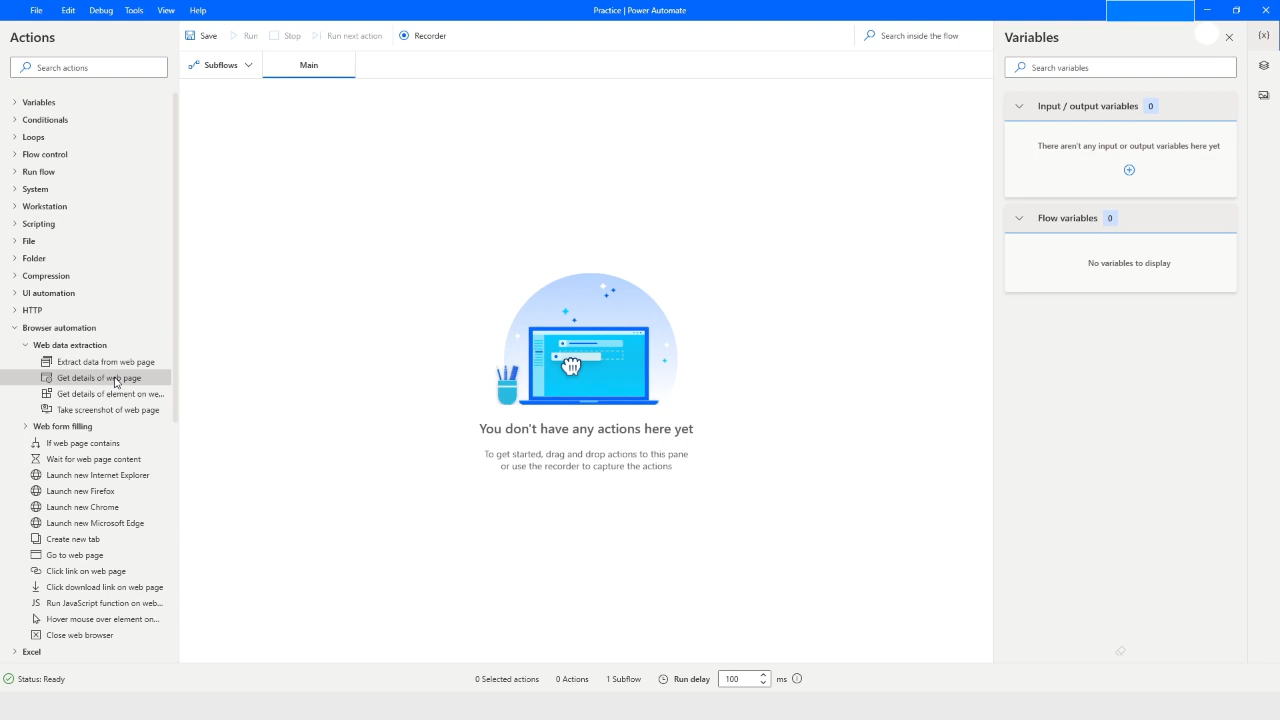 File Edit Debug Tools View Help
Practice | Power Automate
Actions
Search actions
Variables
Conditionals
Loops
Flow control
Run flow
System
Workstation
Scripting
File
Folder
Compression
UI automation
HTTP
Browser automation
Web data extraction
Extract data from web page
Get details of web page
Get details of element on we...
Take screenshot of web page
Web form filling
If web page contains
Wait for web page content
Launch new Internet Explorer
Launch new Firefox
Launch new Chrome
Launch new Microsoft Edge
Create new tab
Go to web page
Click link on web page
Click download link on web page
JS Run JavaScript function on web...
Hover mouse over element on...
Close web browser
Excel
Save Run Stop Run next action Recorder
Search inside the flow
Subflows Main
You don't have any actions here yet
To get started, drag and drop actions to this pane
or use the recorder to capture the actions
Variables
{x}
Search variables
Input / output variables 0
There aren't any input or output variables here yet
Flow variables 0
No variables to display
Status: Ready
0 Selected actions 0 Actions 1 Subflow Run delay 100 ms